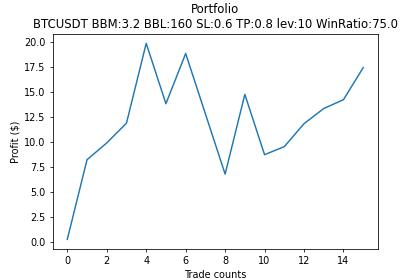 Portfolio
BTCUSDT BBM:3.2 BBL:160 SL:0.6 TP:0.8 lev:10 WinRatio:75.0
20.0
17.5
15.0
12.5
10.0
7.5
5.0
2.5
0.0
Profit ($)
0 2 4 6 8 10 12 14
Trade counts